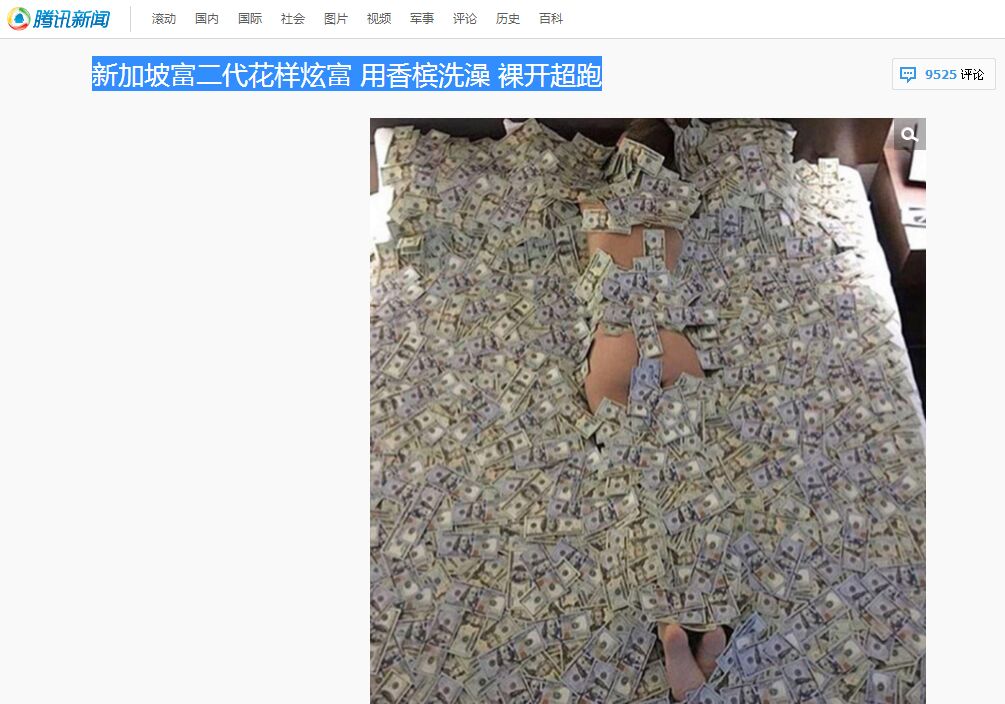 腾讯新闻
滚动 国内 国际 社会 图片 视频 军事 评论 历史 百科
新加坡富二代花样炫富 用香槟洗澡 裸开超跑
9525 评论